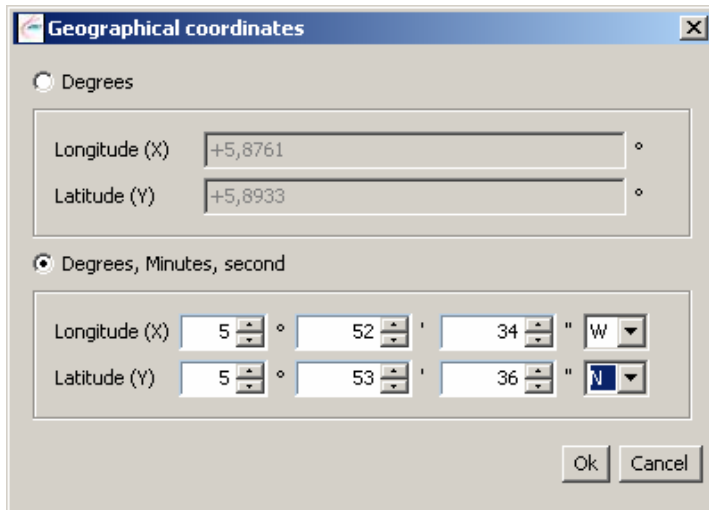 Geographical coordinates
Degrees
Longitude (X) +5,8761 °
Latitude (Y) +5,8933 °
Degrees, Minutes, second
Longitude (X) 5 ° 52 ' 34 " W
Latitude (Y) 5 ° 53 ' 36 " N
Ok Cancel